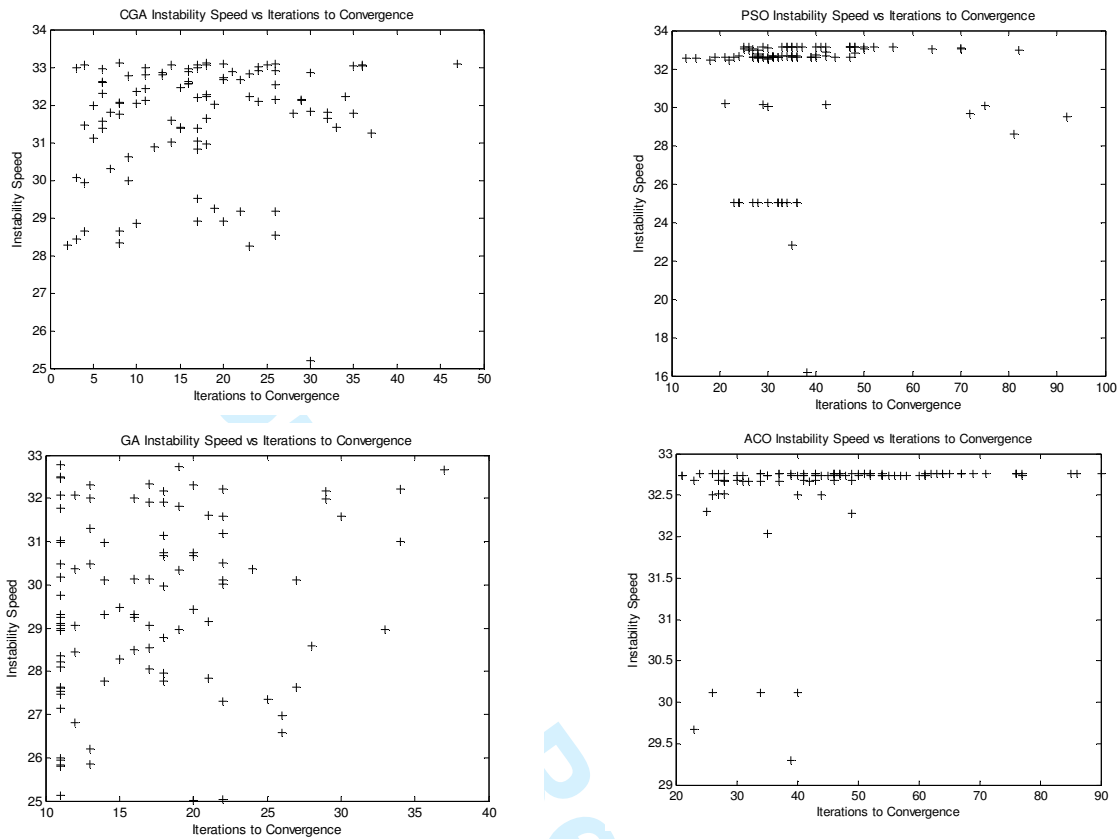 CGA Instability Speed vs Iterions to Convergence
34
33
32
31
30
29
28
27
26
25
0 5 10 15 20 25 30 35 40 45 50
Instability Speed
Iterations to Convergence
PSO Instability Speed vs Iterions to Convergence
34
32
30
28
26
24
22
20
18
16
10 20 30 40 50 60 70 80 90 100
Instability Speed
Iterations to Convergence
GA Instability Speed vs Iterions to Convergence
33
32
31
30
29
28
27
26
25
10 15 20 25 30 35 40
Instability Speed
Iterations to Convergence
ACO Instability Speed vs Iterions to Convergence
33
32.5
32
31.5
31
30.5
30
29.5
29
20 30 40 50 60 70 80 90
Instability Speed
Iterations to Convergence